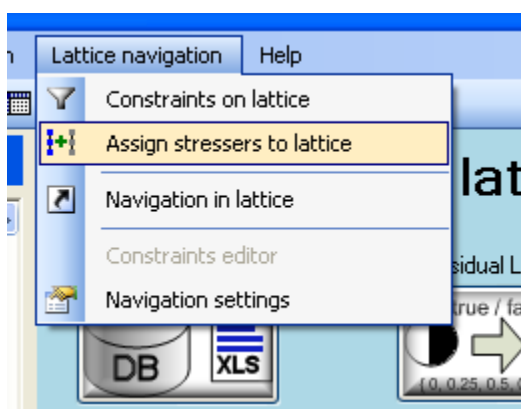 Lattice navigation Help
Constraints on lattice
Assign stressers to lattice
lat
Navigation in lattice
Constraints editor
sidual L
Navigation settings
true / fa
DB XLS
{0, 0.25, 0.5, 0